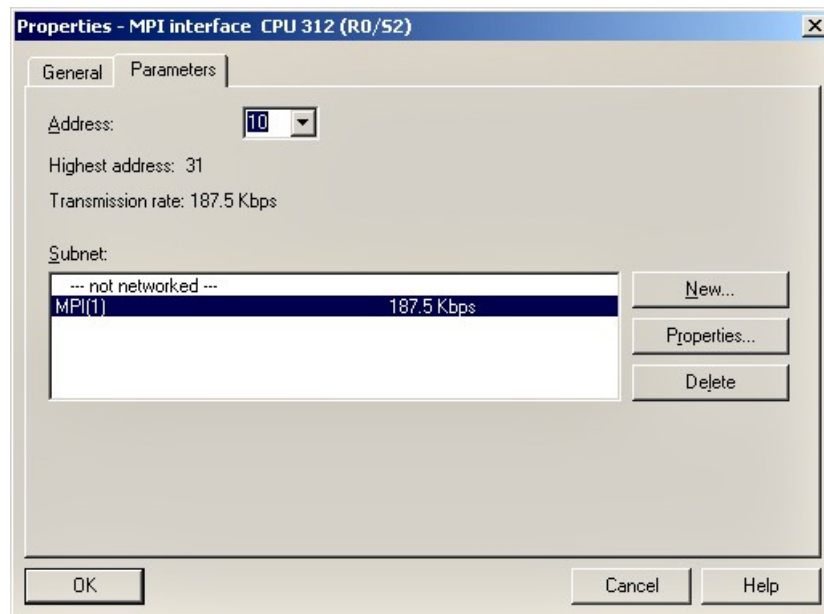 Properties - MPI interface CPU 312 (R0/S2)
General Parameters
Address: 10
Highest address: 31
Transmission rate: 187.5 Kbps
Subnet:
--- not networked ---
MPI(1) 187.5 Kbps
New...
Properties...
Delete
OK Cancel Help